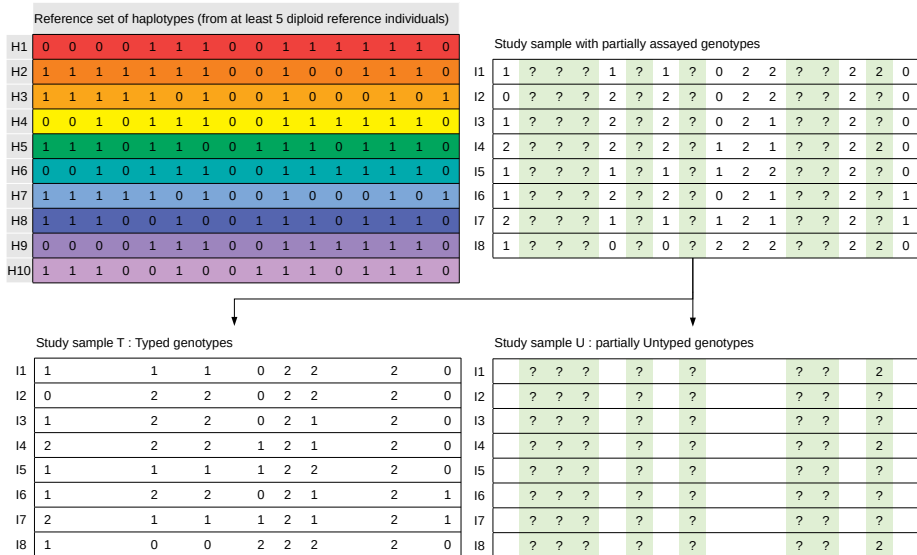 Reference set of haplotypes (from at least 5 diploid reference individuals)
H1 0 0 0 0 1 1 1 0 0 1 1 1 1 1 1 0
H2 1 1 1 1 1 1 1 0 0 1 0 0 1 1 1 0
H3 1 1 1 1 1 0 1 0 0 1 0 0 0 1 0 1
H4 0 0 1 0 1 1 1 0 0 1 1 1 1 1 1 0
H5 1 1 1 0 1 1 0 0 1 1 1 0 1 1 1 0
H6 0 0 1 0 1 1 1 0 0 1 1 1 1 1 1 0
H7 1 1 1 1 1 0 1 0 0 1 0 0 0 1 0 1
H8 1 1 1 0 0 1 0 0 1 1 1 0 1 1 1 0
H9 0 0 0 0 1 1 1 0 0 1 1 1 1 1 1 0
H10 1 1 1 0 0 1 0 0 1 1 1 0 1 1 1 0
Study sample with partially assayed genotypes
I1 1 ? ? ? 1 ? 1 ? 0 2 2 ? ? 2 2 0
I2 0 ? ? ? 2 ? 2 ? 0 2 2 ? ? 2 ? 0
I3 1 ? ? ? 2 ? 2 ? 0 2 1 ? ? 2 ? 0
I4 2 ? ? ? 2 ? 2 ? 1 2 1 ? ? 2 2 0
I5 1 ? ? ? 1 ? 1 ? 1 2 2 ? ? 2 ? 0
I6 1 ? ? ? 2 ? 2 ? 0 2 1 ? ? 2 ? 1
I7 2 ? ? ? 1 ? 1 ? 1 2 1 ? ? 2 ? 1
I8 1 ? ? ? 0 ? 0 ? 2 2 2 ? ? 2 2 0
Study sample T : Typed genotypes
I1 1 1 1 0 2 2 2 0
I2 0 2 2 0 2 2 2 0
I3 1 2 2 0 2 1 2 0
I4 2 2 2 1 2 1 2 0
I5 1 1 1 1 2 2 2 0
I6 1 2 2 0 2 1 2 1
I7 2 1 1 1 2 1 2 1
I8 1 0 0 2 2 2 2 0
Study sample U : partially Untyped genotypes
I1 ? ? ? ? ? ? ? 2
I2 ? ? ? ? ? ? ? ?
I3 ? ? ? ? ? ? ? ?
I4 ? ? ? ? ? ? ? 2
I5 ? ? ? ? ? ? ? ?
I6 ? ? ? ? ? ? ? ?
I7 ? ? ? ? ? ? ? ?
I8 ? ? ? ? ? ? ? 2